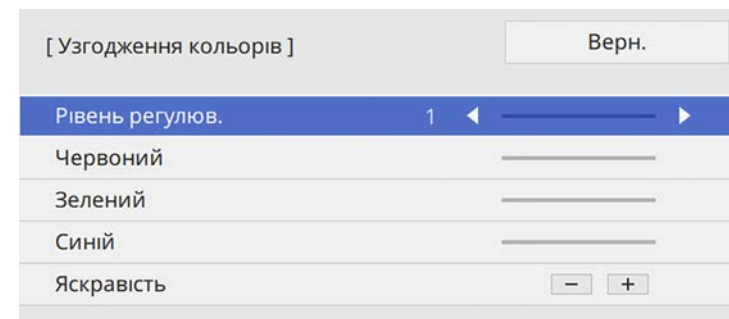 [ Узгодження кольорів ] Верн.
Рівень регулюв. 1
Червоний
Зелений
Синій
Яскравість − +